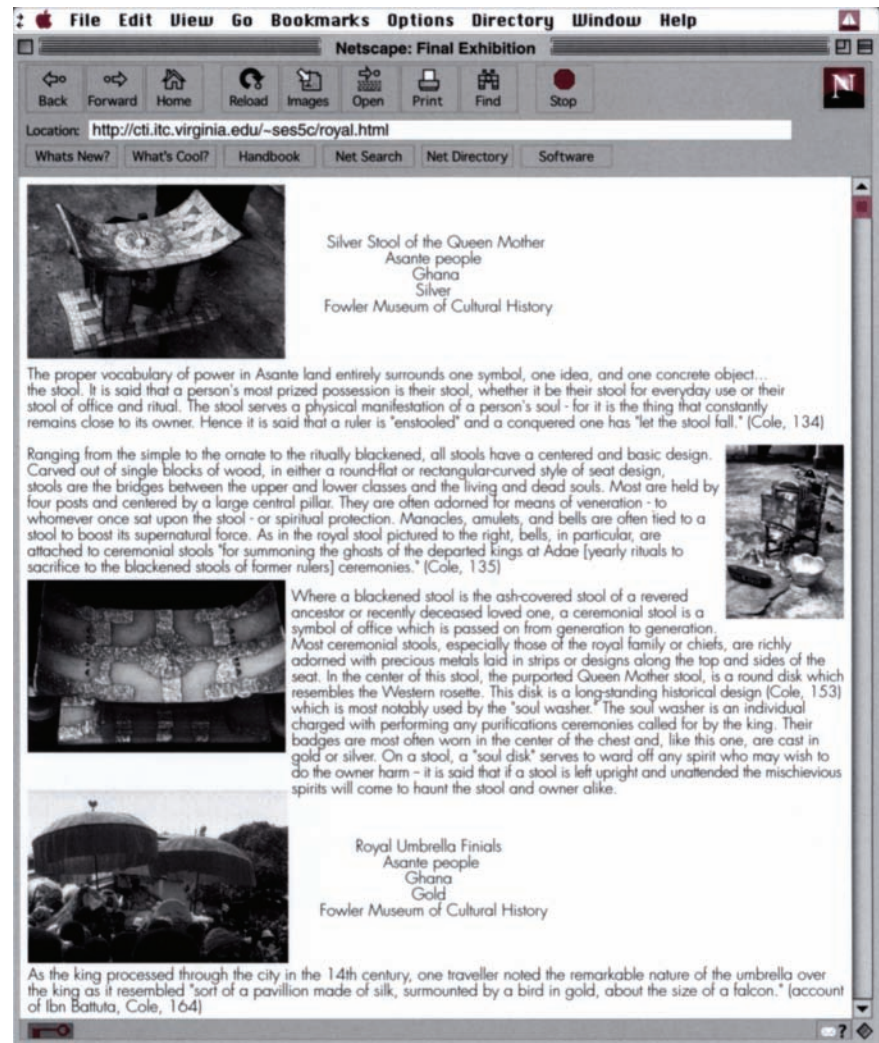 File Edit View Go Bookmarks Options Directory Window Help
Netscape: Final Exhibition
Back Forward Home Reload Images Open Print Find Stop
N
Location: http://cti.itc.virginia.edu/~ses5c/royal.html
Whats New? What's Cool? Handbook Net Search Net Directory Software
Silver Stool of the Queen Mother
Asante people
Ghana
Silver
Fowler Museum of Cultural History
The proper vocabulary of power in Asante land entirely surrounds one symbol, one idea, and one concrete object...
the stool. It is said that a person's most prized possession is their stool, whether it be their stool for everyday use or their
stool of office and ritual. The stool serves a physical manifestation of a person's soul - for it is the thing that constantly
remains close to its owner. Hence it is said that a ruler is "enstooled" and a conquered one has "let the stool fall." (Cole, 134)
Ranging from the simple to the ornate to the ritually blackened, all stools have a centered and basic design.
Carved out of single blocks of wood, in either a round-flat or rectangular-curved style of seat design,
stools are the bridges between the upper and lower classes and the living and dead souls. Most are held by
four posts and centered by a large central pillar. They are often adorned for means of veneration - to
whomever once sat upon the stool - or spiritual protection. Manacles, amulets, and bells are often tied to a
stool to boost its supernatural force. As in the royal stool pictured to the right, bells, in particular, are
attached to ceremonial stools "for summoning the ghosts of the departed kings at Adae [yearly rituals to
sacrifice to the blackened stools of former rulers] ceremonies." (Cole, 135)
Where a blackened stool is the ash-covered stool of a revered
ancestor or recently deceased loved one, a ceremonial stool is a
symbol of office which is passed on from generation to generation.
Most ceremonial stools, especially those of the royal family or chiefs, are richly
adorned with precious metals laid in strips or designs along the top and sides of the
seat. In the center of this stool, the purported Queen Mother stool, is a round disk which
resembles the Western rosette. This disk is a long-standing historical design (Cole, 153)
which is most notably used by the "soul washer." The soul washer is an individual
charged with performing any purifications ceremonies called for by the king. Their
badges are most often worn in the center of the chest and, like this one, are cast in
gold or silver. On a stool, a "soul disk" serves to ward off any spirit who may wish to
do the owner harm – it is said that if a stool is left upright and unattended the mischievious
spirits will come to haunt the stool and owner alike.
Royal Umbrella Finials
Asante people
Ghana
Gold
Fowler Museum of Cultural History
As the king processed through the city in the 14th century, one traveller noted the remarkable nature of the umbrella over
the king as it resembled "sort of a pavillion made of silk, surmounted by a bird in gold, about the size of a falcon." (account
of Ibn Battuta, Cole, 164)
?